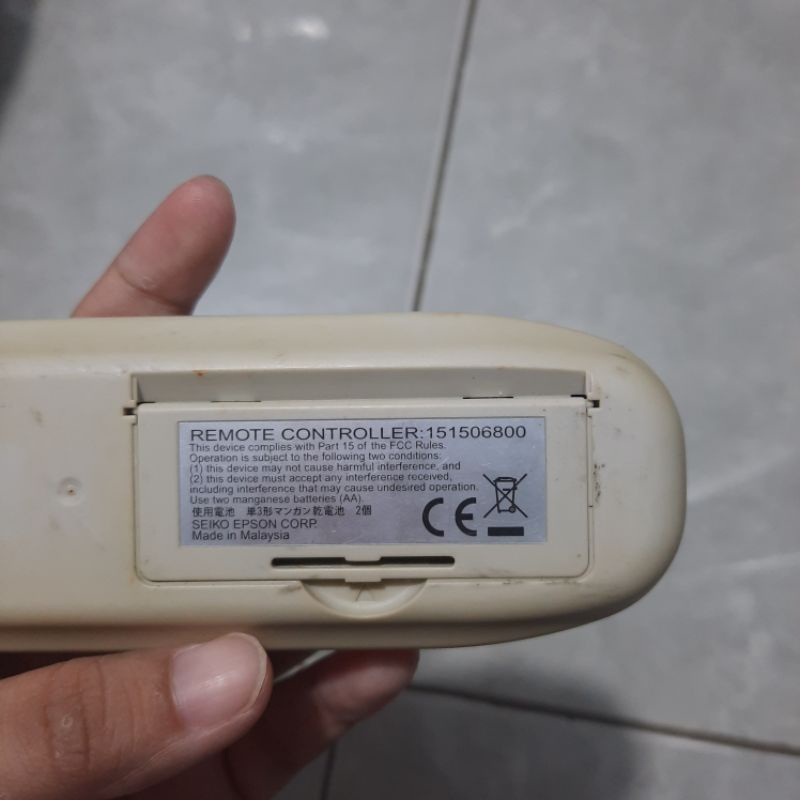 REMOTE CONTROLLER:151506800
This device complies with Part 15 of the FCC Rules.
Operation is subject to the following two conditions:
(1) this device may not cause harmful interference, and
(2) this device must accept any interference received,
including interference that may cause undesired operation.
Use two manganese batteries (AA).
使用電池 単3形マンガン乾電池 2個
SEIKO EPSON CORP.
Made in Malaysia
CE